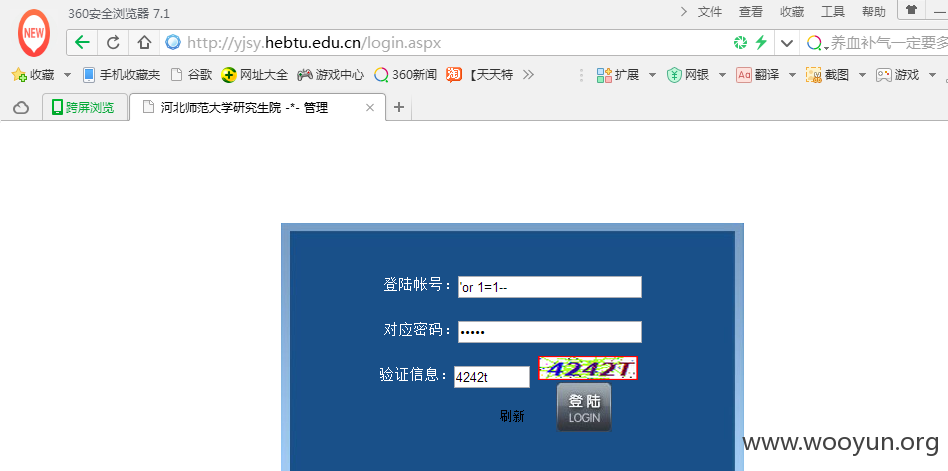 360安全浏览器 7.1
文件 查看 收藏 工具 帮助
NEW
http://yjsy.hebtu.edu.cn/login.aspx
养血补气一定要多
收藏 手机收藏夹 谷歌 网址大全 游戏中心 360新闻 淘 【天天特 扩展 网银 Aa 翻译 截图 游戏
跨屏浏览 河北师范大学研究生院 -*- 管理
登陆帐号： 'or 1=1--
对应密码： •••••
验证信息： 4242t 4242T
刷新
登陆
LOGIN
www.wooyun.org